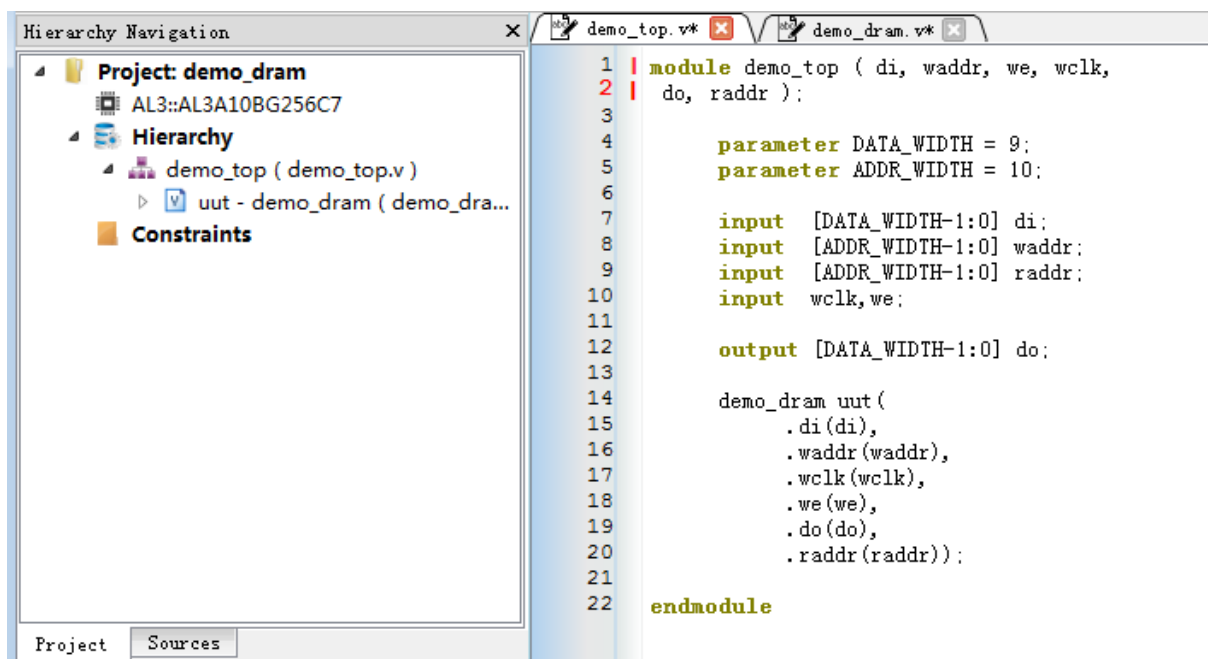 Hierarchy Navigation
Project: demo_dram
AL3::AL3A10BG256C7
Hierarchy
demo_top ( demo_top.v )
uut - demo_dram ( demo_dra...
Constraints
Project Sources
demo_top.v* demo_dram.v*
1 module demo_top ( di, waddr, we, wclk,
2 do, raddr );
3
4 parameter DATA_WIDTH = 9;
5 parameter ADDR_WIDTH = 10;
6
7 input [DATA_WIDTH-1:0] di;
8 input [ADDR_WIDTH-1:0] waddr;
9 input [ADDR_WIDTH-1:0] raddr;
10 input wclk,we;
11
12 output [DATA_WIDTH-1:0] do;
13
14 demo_dram uut(
15 .di(di),
16 .waddr(waddr),
17 .wclk(wclk),
18 .we(we),
19 .do(do),
20 .raddr(raddr));
21
22 endmodule